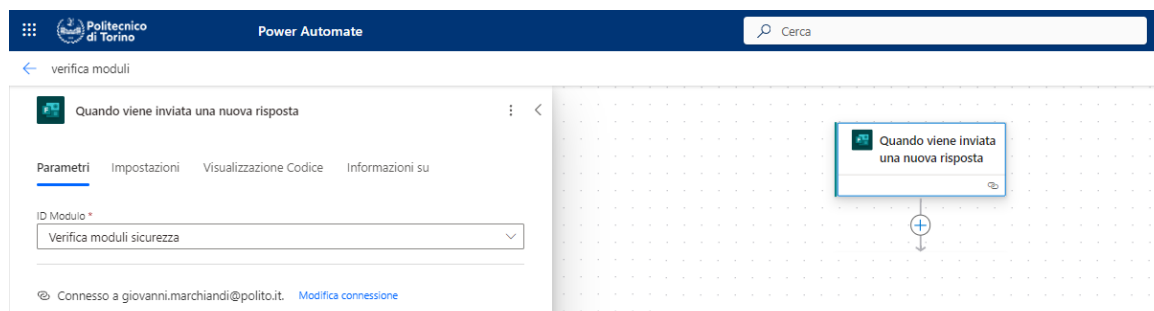 Politecnico
di Torino
Power Automate
Cerca
verifica moduli
Quando viene inviata una nuova risposta
Parametri Impostazioni Visualizzazione Codice Informazioni su
ID Modulo *
Verifica moduli sicurezza
Connesso a giovanni.marchiandi@polito.it. Modifica connessione
Quando viene inviata
una nuova risposta